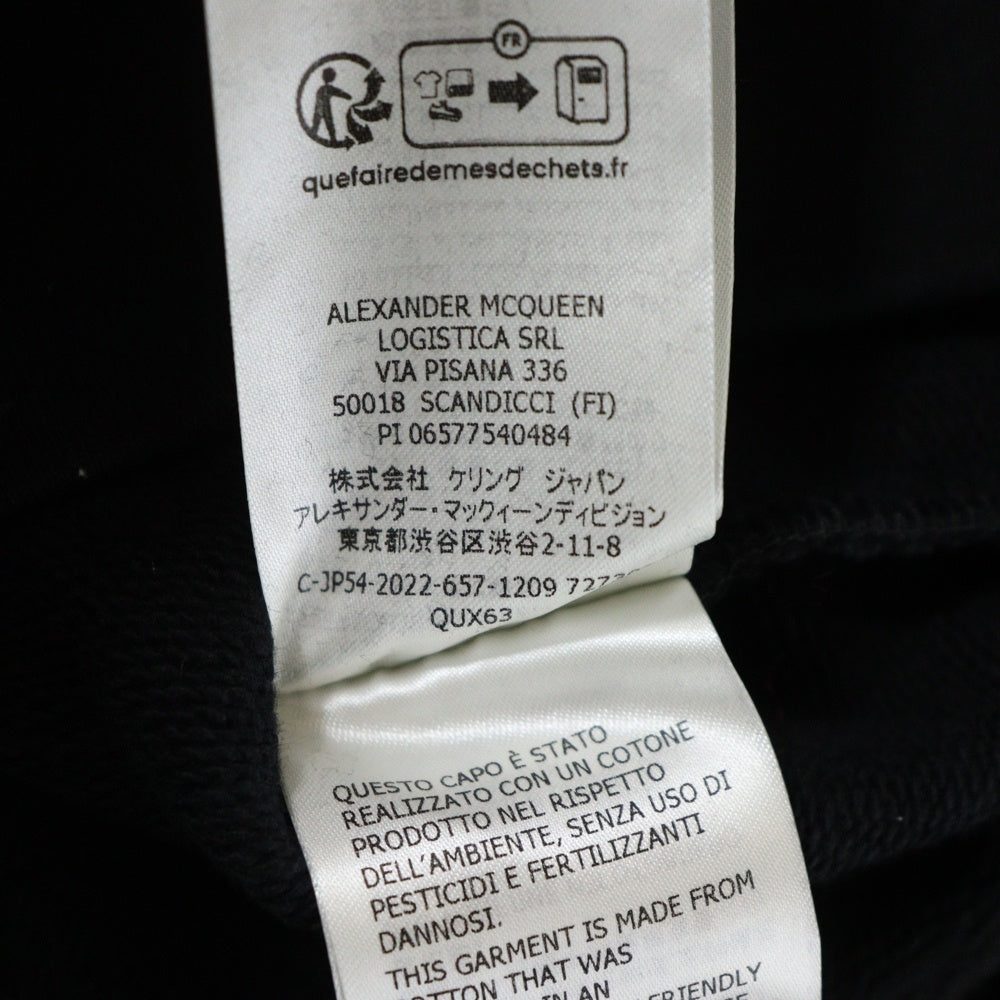 FR
quefairedemesdechets.fr
ALEXANDER MCQUEEN
LOGISTICA SRL
VIA PISANA 336
50018 SCANDICCI (FI)
PI 06577540484
株式会社 ケリング ジャパン
アレキサンダー・マックィーンディビジョン
東京都渋谷区渋谷2-11-8
C-JP54-2022-657-1209
QUX63
QUESTO CAPO È STATO
REALIZZATO CON UN COTONE
PRODOTTO NEL RISPETTO
DELL'AMBIENTE, SENZA USO DI
PESTICIDI E FERTILIZZANTI
DANNOSI.
THIS GARMENT IS MADE FROM
COTTON THAT WAS
IN AN
FRIENDLY